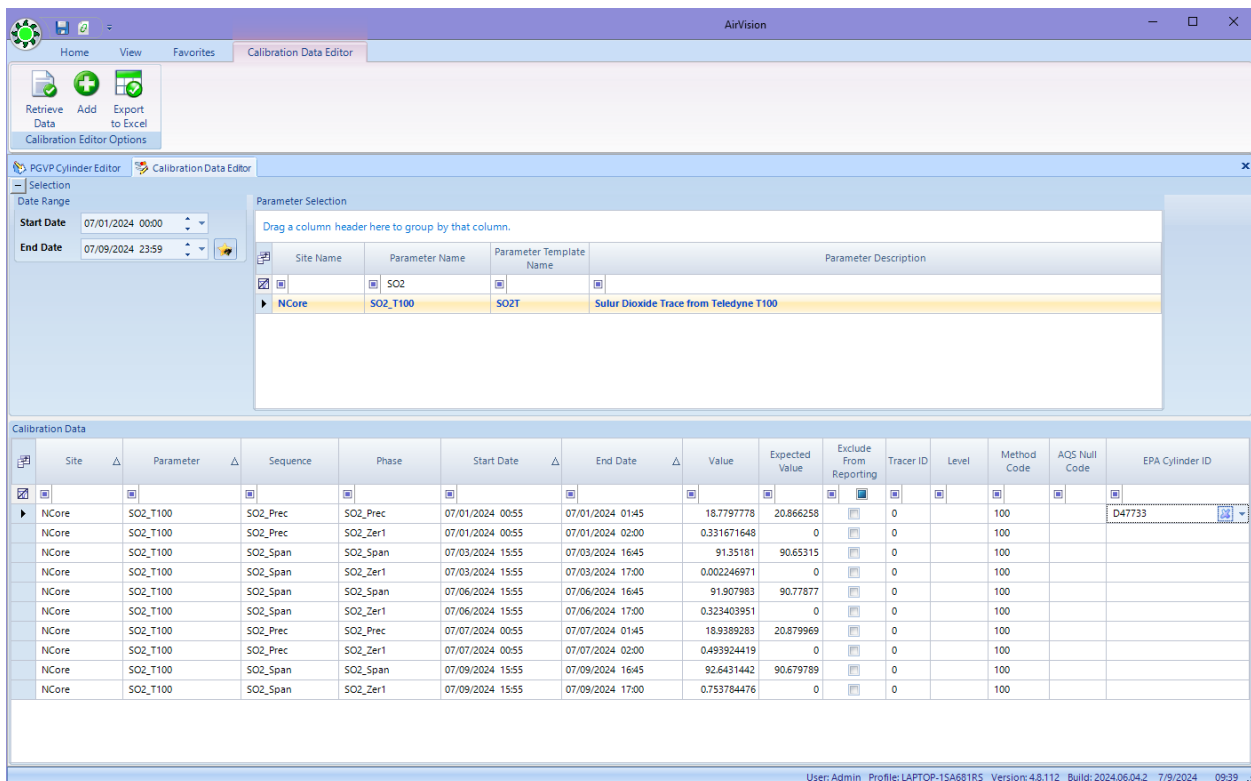 AirVision
Home View Favorites Calibration Data Editor
Retrieve Data Add Export to Excel
Calibration Editor Options
PGVP Cylinder Editor Calibration Data Editor
Selection
Date Range Parameter Selection
Start Date 07/01/2024 00:00 Drag a column header here to group by that column.
End Date 07/09/2024 23:59
Site Name Parameter Name Parameter Template Name Parameter Description
SO2
NCore SO2_T100 SO2T Sulur Dioxide Trace from Teledyne T100
Calibration Data
Site Parameter Sequence Phase Start Date End Date Value Expected Value Exclude From Reporting Tracer ID Level Method Code AQS Null Code EPA Cylinder ID
NCore SO2_T100 SO2_Prec SO2_Prec 07/01/2024 00:55 07/01/2024 01:45 18.7797778 20.866258 0 100 D47733
NCore SO2_T100 SO2_Prec SO2_Zer1 07/01/2024 00:55 07/01/2024 02:00 0.331671648 0 0 100
NCore SO2_T100 SO2_Span SO2_Span 07/03/2024 15:55 07/03/2024 16:45 91.35181 90.65315 0 100
NCore SO2_T100 SO2_Span SO2_Zer1 07/03/2024 15:55 07/03/2024 17:00 0.002246971 0 0 100
NCore SO2_T100 SO2_Span SO2_Span 07/06/2024 15:55 07/06/2024 16:45 91.907983 90.77877 0 100
NCore SO2_T100 SO2_Span SO2_Zer1 07/06/2024 15:55 07/06/2024 17:00 0.323403951 0 0 100
NCore SO2_T100 SO2_Prec SO2_Prec 07/07/2024 00:55 07/07/2024 01:45 18.9389283 20.879969 0 100
NCore SO2_T100 SO2_Prec SO2_Zer1 07/07/2024 00:55 07/07/2024 02:00 0.493924419 0 0 100
NCore SO2_T100 SO2_Span SO2_Span 07/09/2024 15:55 07/09/2024 16:45 92.6431442 90.679789 0 100
NCore SO2_T100 SO2_Span SO2_Zer1 07/09/2024 15:55 07/09/2024 17:00 0.753784476 0 0 100
User: Admin Profile: LAPTOP-1SA681RS Version: 4.8.112 Build: 2024.06.04.2 7/9/2024 09:39